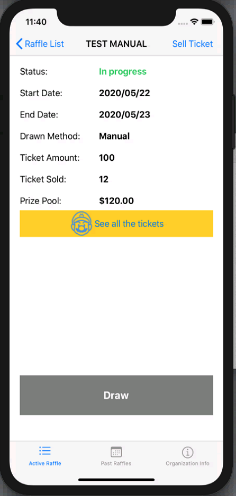 11:40
Raffle List TEST MANUAL Sell Ticket
Status: In progress
Start Date: 2020/05/22
End Date: 2020/05/23
Drawn Method: Manual
Ticket Amount: 100
Ticket Sold: 12
Prize Pool: $120.00
See all the tickets
Draw
Active Raffle Past Raffles Organization Info